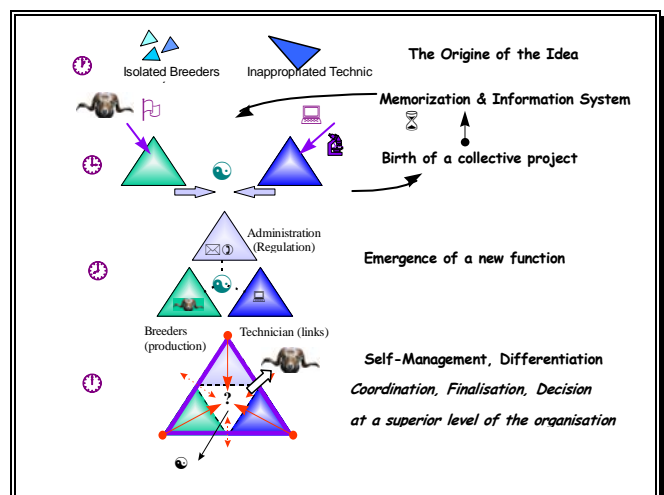 The Origine of the Idea
Isolated Breeders
Inappropriated Technic
Memorization & Information System
Birth of a collective project
Administration
(Regulation)
Emergence of a new function
Breeders
(production)
Technician (links)
Self-Management, Differentiation
Coordination, Finalisation, Decision
?
at a superior level of the organisation